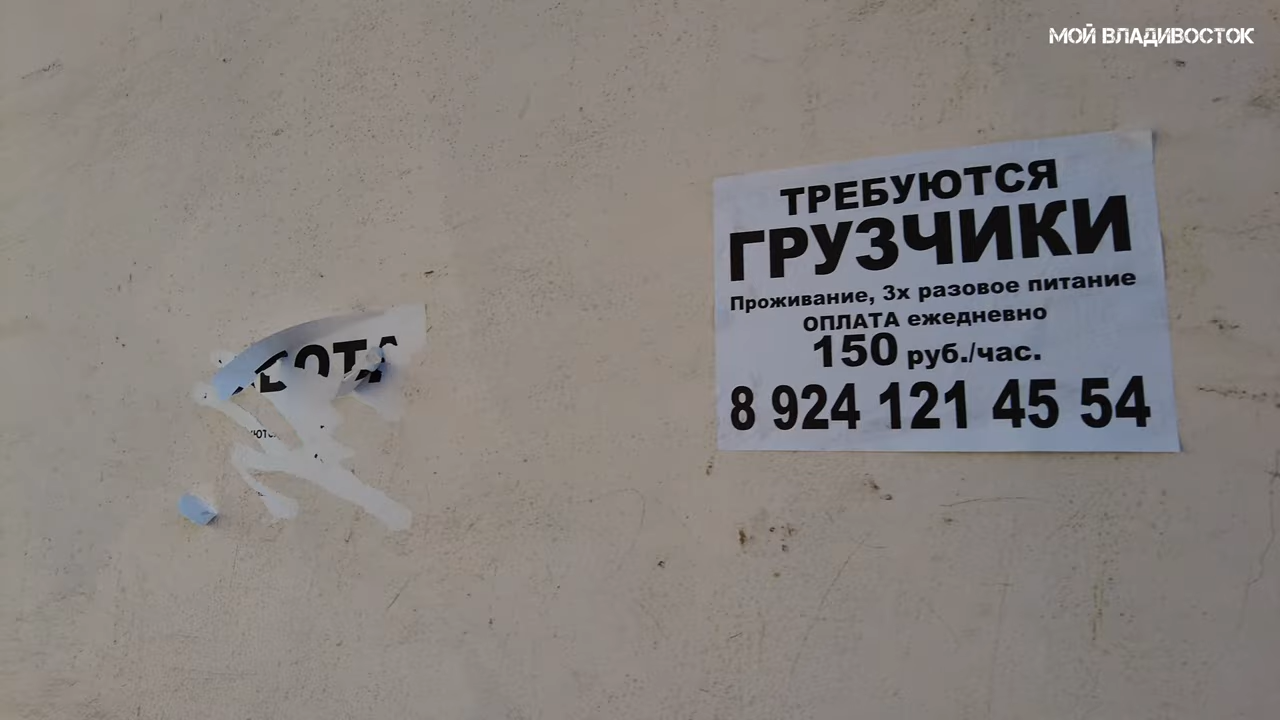 МОЙ ВЛАДИВОСТОК
ТРЕБУЮТСЯ
ГРУЗЧИКИ
Проживание, 3х разовое питание
ОПЛАТА ежедневно
150 руб./час.
8 924 121 45 54